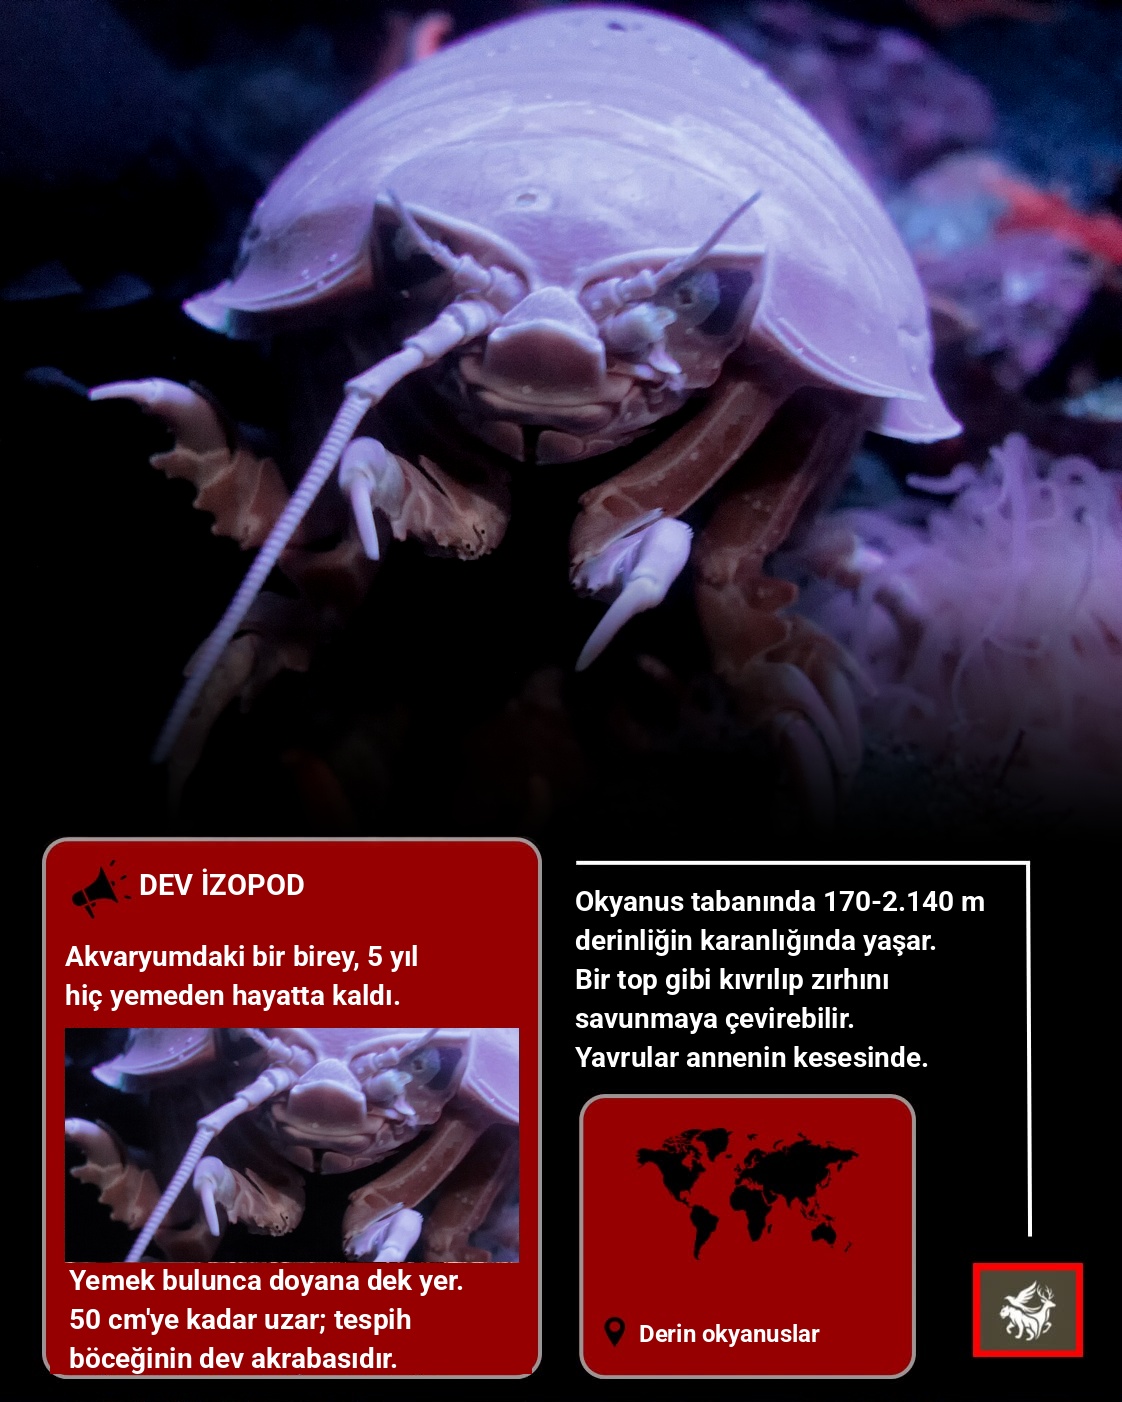 DEV İZOPOD
Akvaryumdaki bir birey, 5 yıl
hiç yemeden hayatta kaldı.
Yemek bulunca doyana dek yer.
50 cm'ye kadar uzar; tespih
böceğinin dev akrabasıdır.
Okyanus tabanında 170-2.140 m
derinliğin karanlığında yaşar.
Bir top gibi kıvrılıp zırhını
savunmaya çevirebilir.
Yavrular annenin kesesinde.
Derin okyanuslar